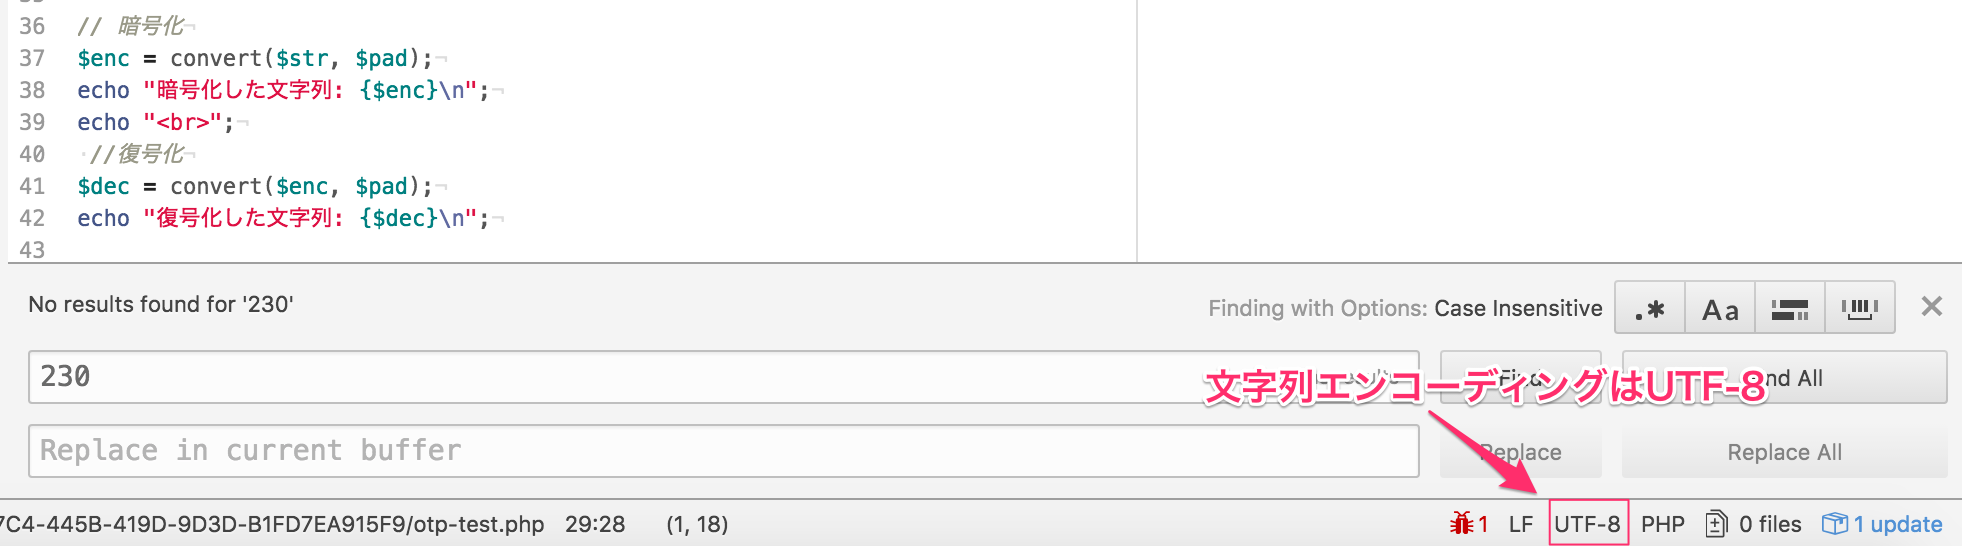 36 // 暗号化¬
37 $enc = convert($str, $pad);¬
38 echo "暗号化した文字列: {$enc}\n";¬
39 echo "<br>";¬
40 ·//復号化¬
41 $dec = convert($enc, $pad);¬
42 echo "復号化した文字列: {$dec}\n";¬
43
No results found for '230'
Finding with Options: Case Insensitive .* Aa
230
文字列エンコーディングはUTF-8
Replace in current buffer
Replace All
7C4-445B-419D-9D3D-B1FD7EA915F9/otp-test.php 29:28 (1, 18)
1 LF UTF-8 PHP 0 files 1 update